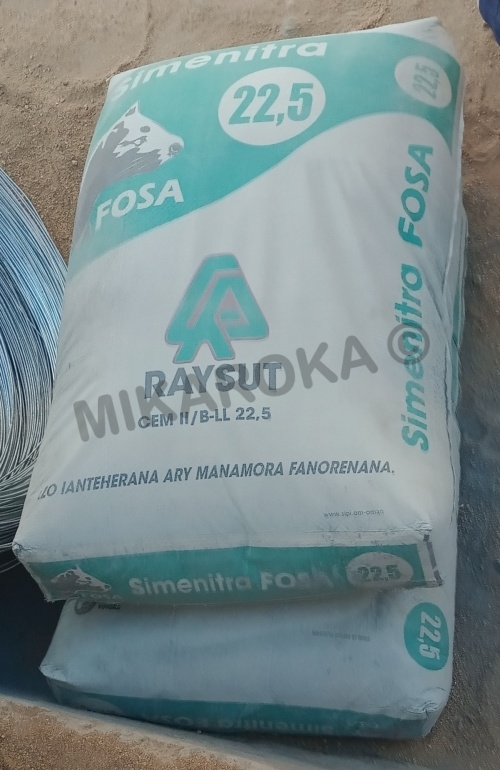 Simenitra
22,5
22,5
FOSA
Simenitra FOSA
RAYSUT
MIKAROKA ©
CEM II/B-LL 22,5
IANTEHERANA ARY MANAMORA FANORENANA.
Simenitra FOSA
22,5
22,5